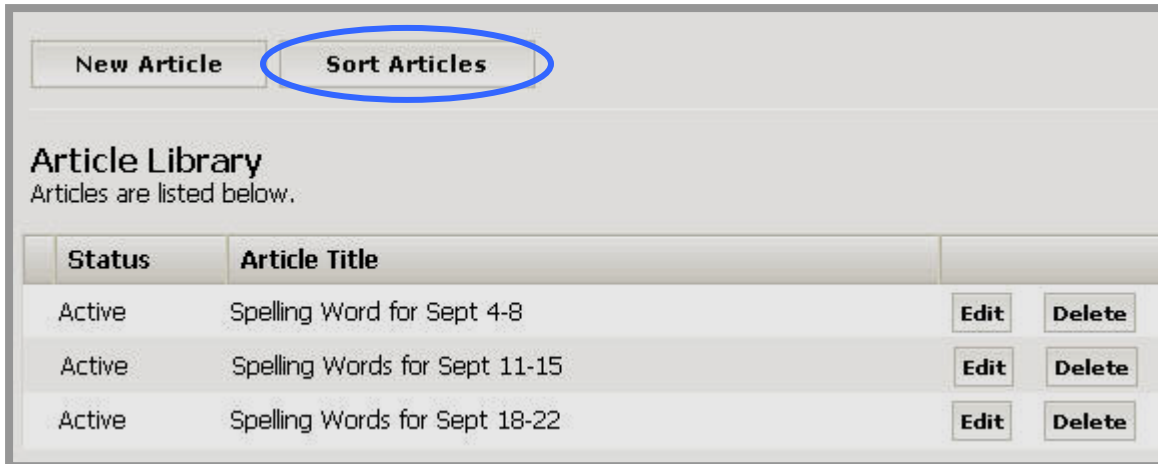 New Article Sort Articles
Article Library
Articles are listed below.
Status Article Title
Active Spelling Word for Sept 4-8 Edit Delete
Active Spelling Words for Sept 11-15 Edit Delete
Active Spelling Words for Sept 18-22 Edit Delete